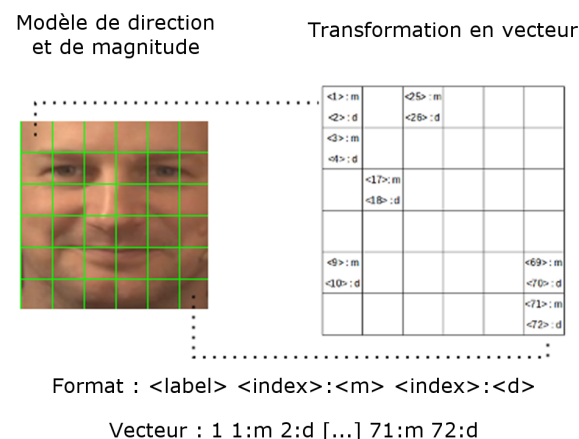 Modèle de direction
et de magnitude
Transformation en vecteur
<1>:m
<2>:d
<25>:m
<26>:d
<3>:m
<4>:d
<17>:m
<18>:d
<9>:m
<10>:d
<69>:m
<70>:d
<71>:m
<72>:d
Format : <label> <index>:<m> <index>:<d>
Vecteur : 1 1:m 2:d [...] 71:m 72:d